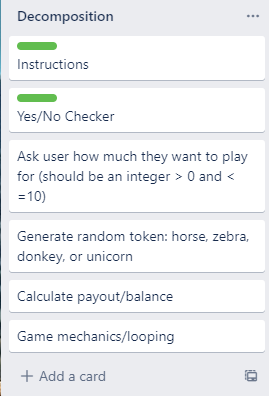 Decomposition
Instructions
Yes/No Checker
Ask user how much they want to play
for (should be an integer > 0 and <
=10)
Generate random token: horse, zebra,
donkey, or unicorn
Calculate payout/balance
Game mechanics/looping
+ Add a card